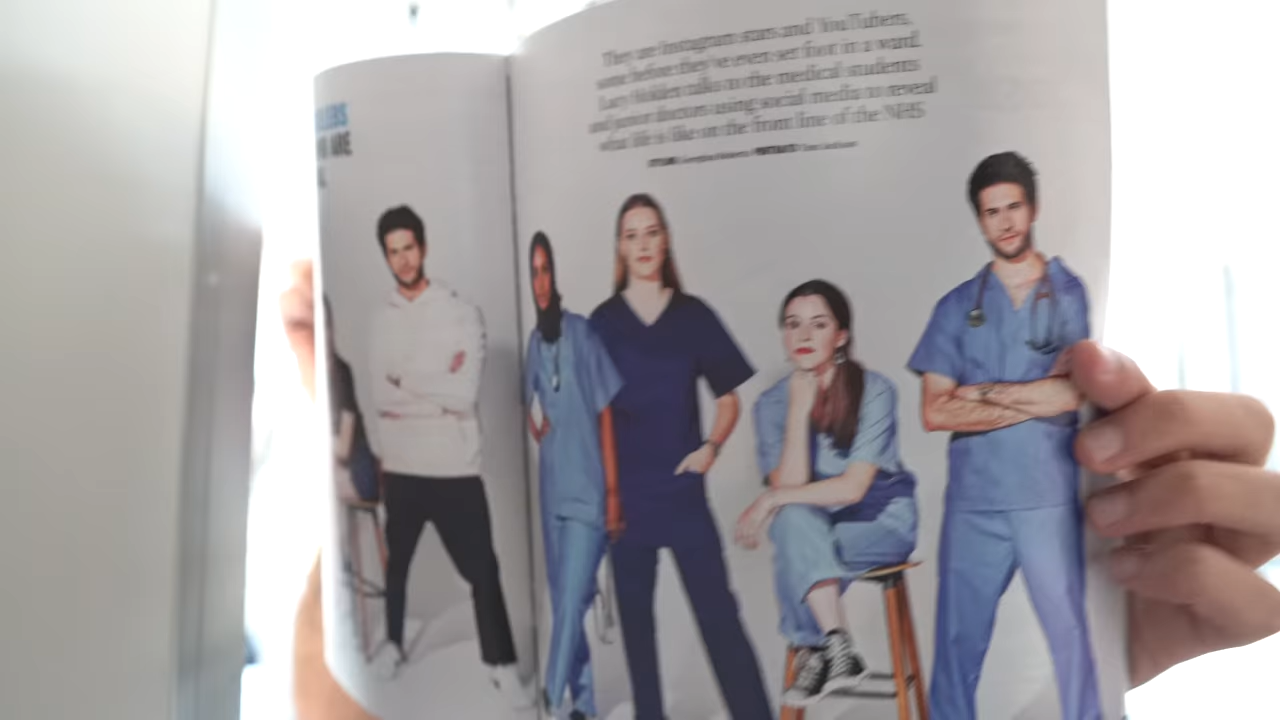 ARE
They are Instagram stars and YouTubers,
some before they've even set foot in a ward.
Lucy Holden talks to the medical students
and junior doctors using social media to reveal
what life is like on the front line of the NHS
PORTRAITS